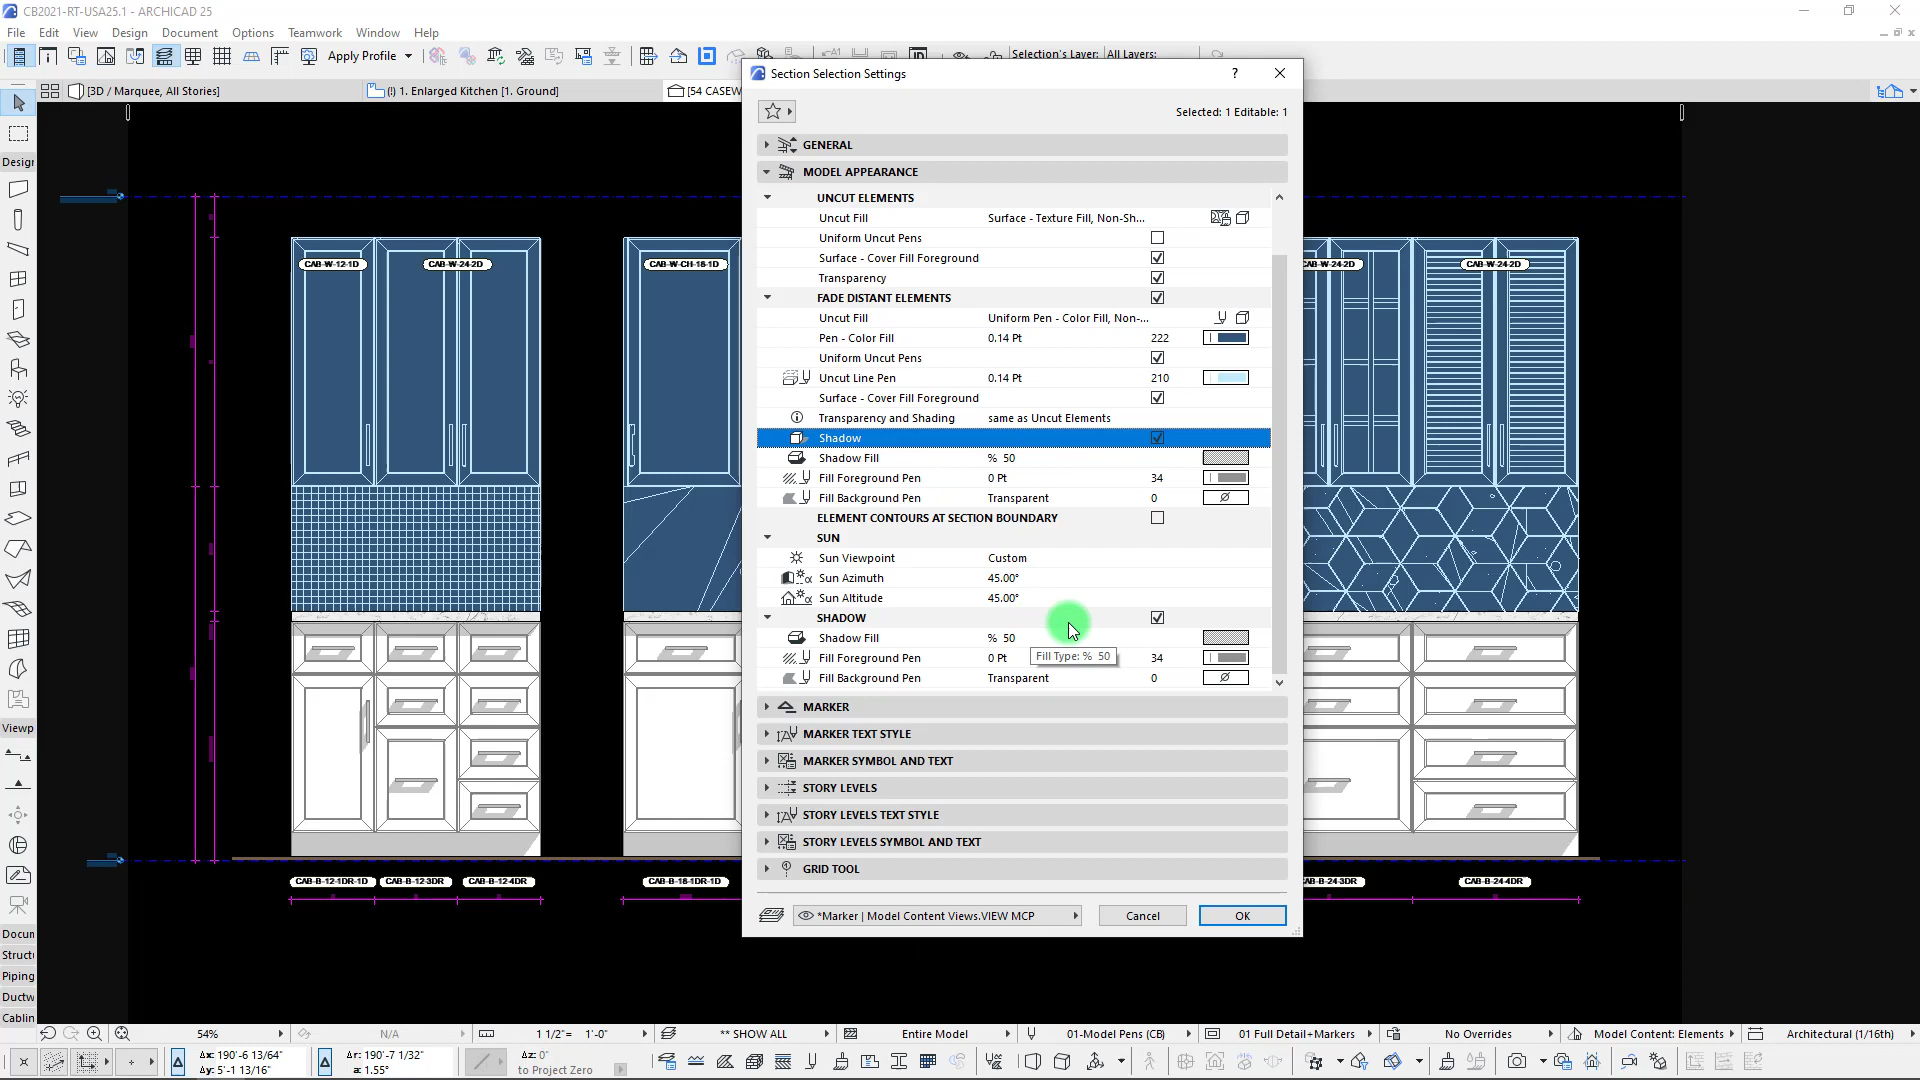 CB2021-RT-USA25.1 - ARCHICAD 25
File Edit View Design Document Options Teamwork Window Help
Apply Profile
Selection's Layer: All Layers:
[3D / Marquee, All Stories]
(!) 1. Enlarged Kitchen [1. Ground]
[54 CASEW
Section Selection Settings
?
Selected: 1 Editable: 1
GENERAL
MODEL APPEARANCE
UNCUT ELEMENTS
Uncut Fill Surface - Texture Fill, Non-Sh...
Uniform Uncut Pens
Surface - Cover Fill Foreground
Transparency
FADE DISTANT ELEMENTS
Uncut Fill Uniform Pen - Color Fill, Non-...
Pen - Color Fill 0.14 Pt 222
Uniform Uncut Pens
Uncut Line Pen 0.14 Pt 210
Surface - Cover Fill Foreground
Transparency and Shading same as Uncut Elements
Shadow
Shadow Fill % 50
Fill Foreground Pen 0 Pt 34
Fill Background Pen Transparent 0
ELEMENT CONTOURS AT SECTION BOUNDARY
SUN
Sun Viewpoint Custom
Sun Azimuth 45.00°
Sun Altitude 45.00°
SHADOW
Shadow Fill % 50
Fill Type: % 50
Fill Foreground Pen 0 Pt 34
Fill Background Pen Transparent 0
MARKER
MARKER TEXT STYLE
MARKER SYMBOL AND TEXT
STORY LEVELS
STORY LEVELS TEXT STYLE
STORY LEVELS SYMBOL AND TEXT
GRID TOOL
*Marker | Model Content Views.VIEW MCP
Cancel OK
Desigr
Viewp
Docum
Structu
Piping
Ductw
Cablin
CAB-W-12-1D CAB-W-24-2D CAB-W-CH-18-1D CAB-W-24-2D CAB-W-24-2D
CAB-B-12-1DR-1D CAB-B-12-3DR CAB-B-12-4DR CAB-B-18-1DR-1D CAB-B-24-3DR CAB-B-24-4DR
54% N/A 1 1/2"= 1'-0" ** SHOW ALL Entire Model 01-Model Pens (CB) 01 Full Detail+Markers No Overrides Model Content: Elements Architectural (1/16th)
Δx: 190'-6 13/64" Δr: 190'-7 1/32" Δz: 0"
Δy: 5'-1 13/16" a: 1.55° to Project Zero